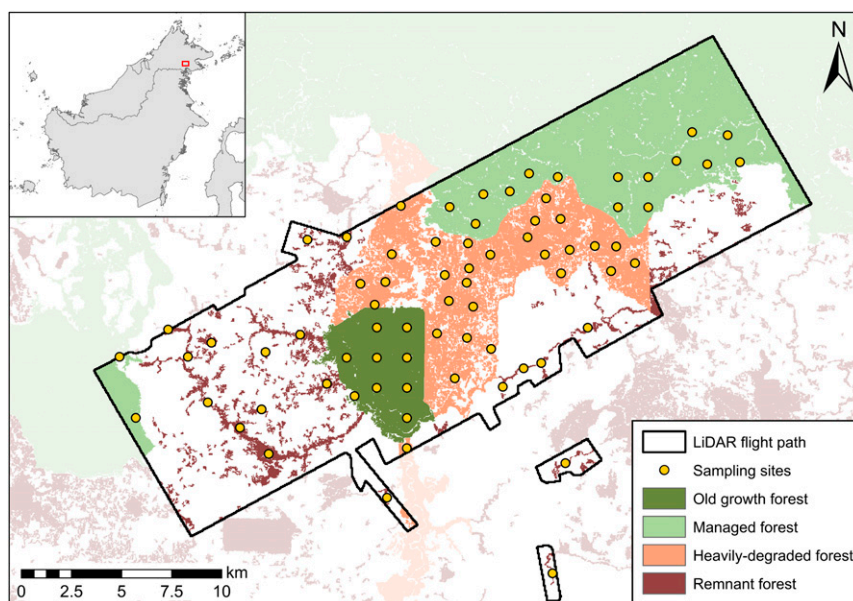 N
LiDAR flight path
Sampling sites
Old growth forest
Managed forest
Heavily-degraded forest
Remnant forest
km
0 2.5 5 7.5 10